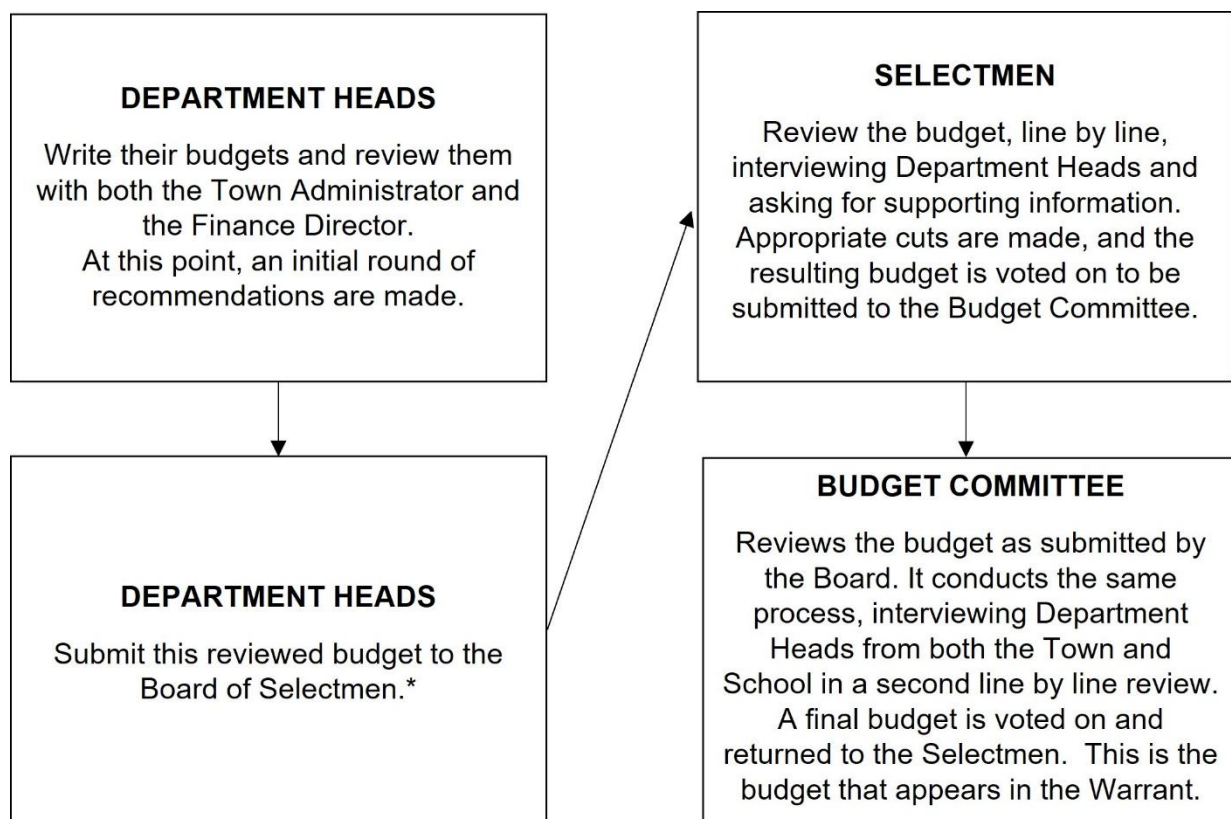 DEPARTMENT HEADS
Write their budgets and review them
with both the Town Administrator and
the Finance Director.
At this point, an initial round of
recommendations are made.
DEPARTMENT HEADS
Submit this reviewed budget to the
Board of Selectmen.*
SELECTMEN
Review the budget, line by line,
interviewing Department Heads and
asking for supporting information.
Appropriate cuts are made, and the
resulting budget is voted on to be
submitted to the Budget Committee.
BUDGET COMMITTEE
Reviews the budget as submitted by
the Board. It conducts the same
process, interviewing Department
Heads from both the Town and
School in a second line by line review.
A final budget is voted on and
returned to the Selectmen.  This is the
budget that appears in the Warrant.